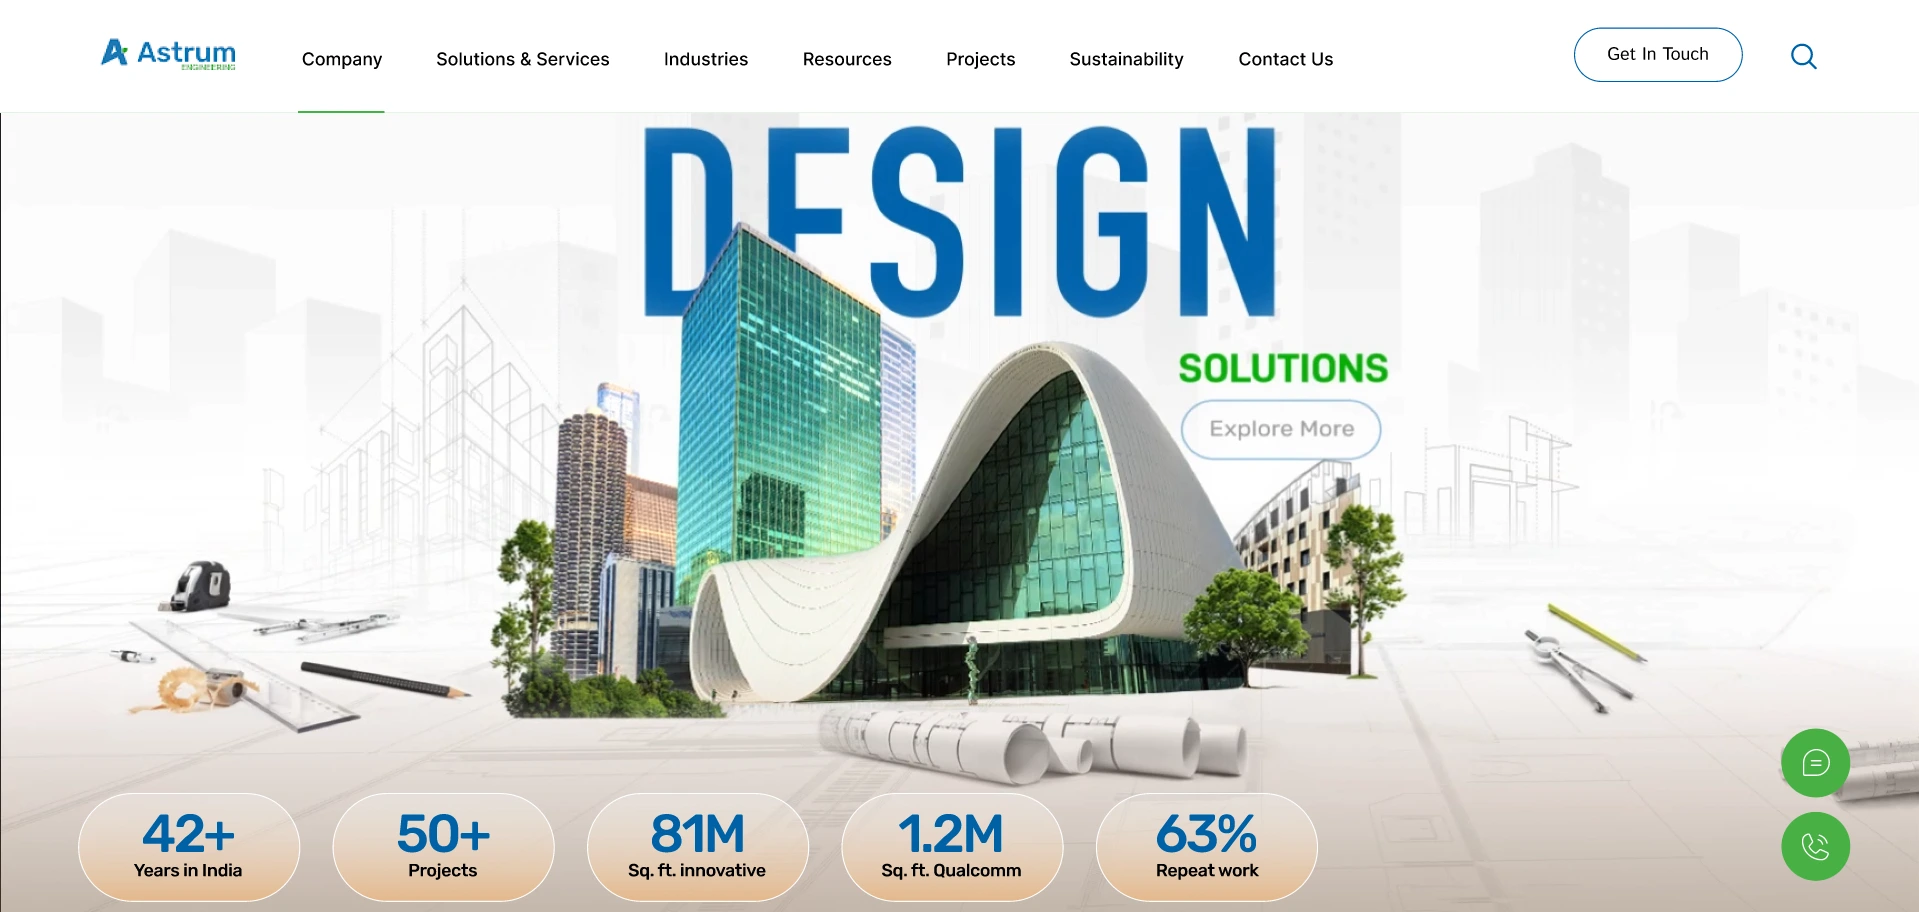 Astrum
ENGINEERING
Company
Solutions & Services
Industries
Resources
Projects
Sustainability
Contact Us
Get In Touch
DESIGN
SOLUTIONS
Explore More
42+
Years in India
50+
Projects
81M
Sq. ft. innovative
1.2M
Sq. ft. Qualcomm
63%
Repeat work